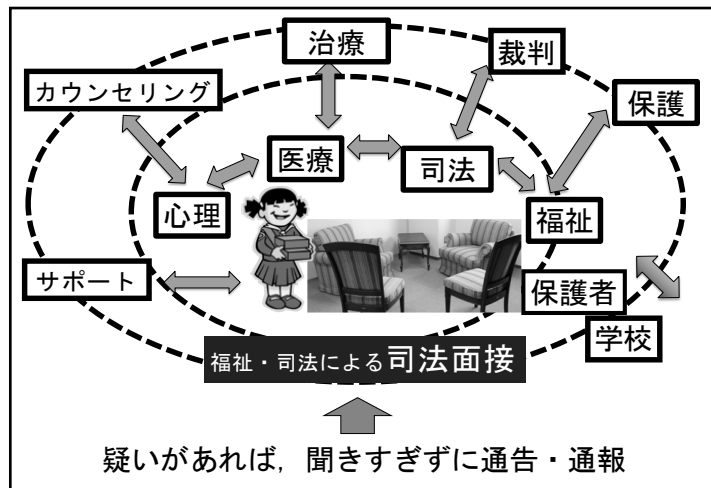 治療
裁判
カウンセリング
保護
医療
司法
心理
福祉
サポート
保護者
学校
福祉・司法による司法面接
疑いがあれば，聞きすぎずに通告・通報